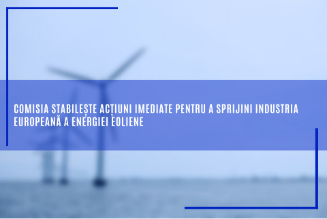 COMISIA STABILEȘTE ACȚIUNI IMEDIATE PENTRU A SPRIJINI INDUSTRIA
EUROPEANĂ A ENERGIEI EOLIENE